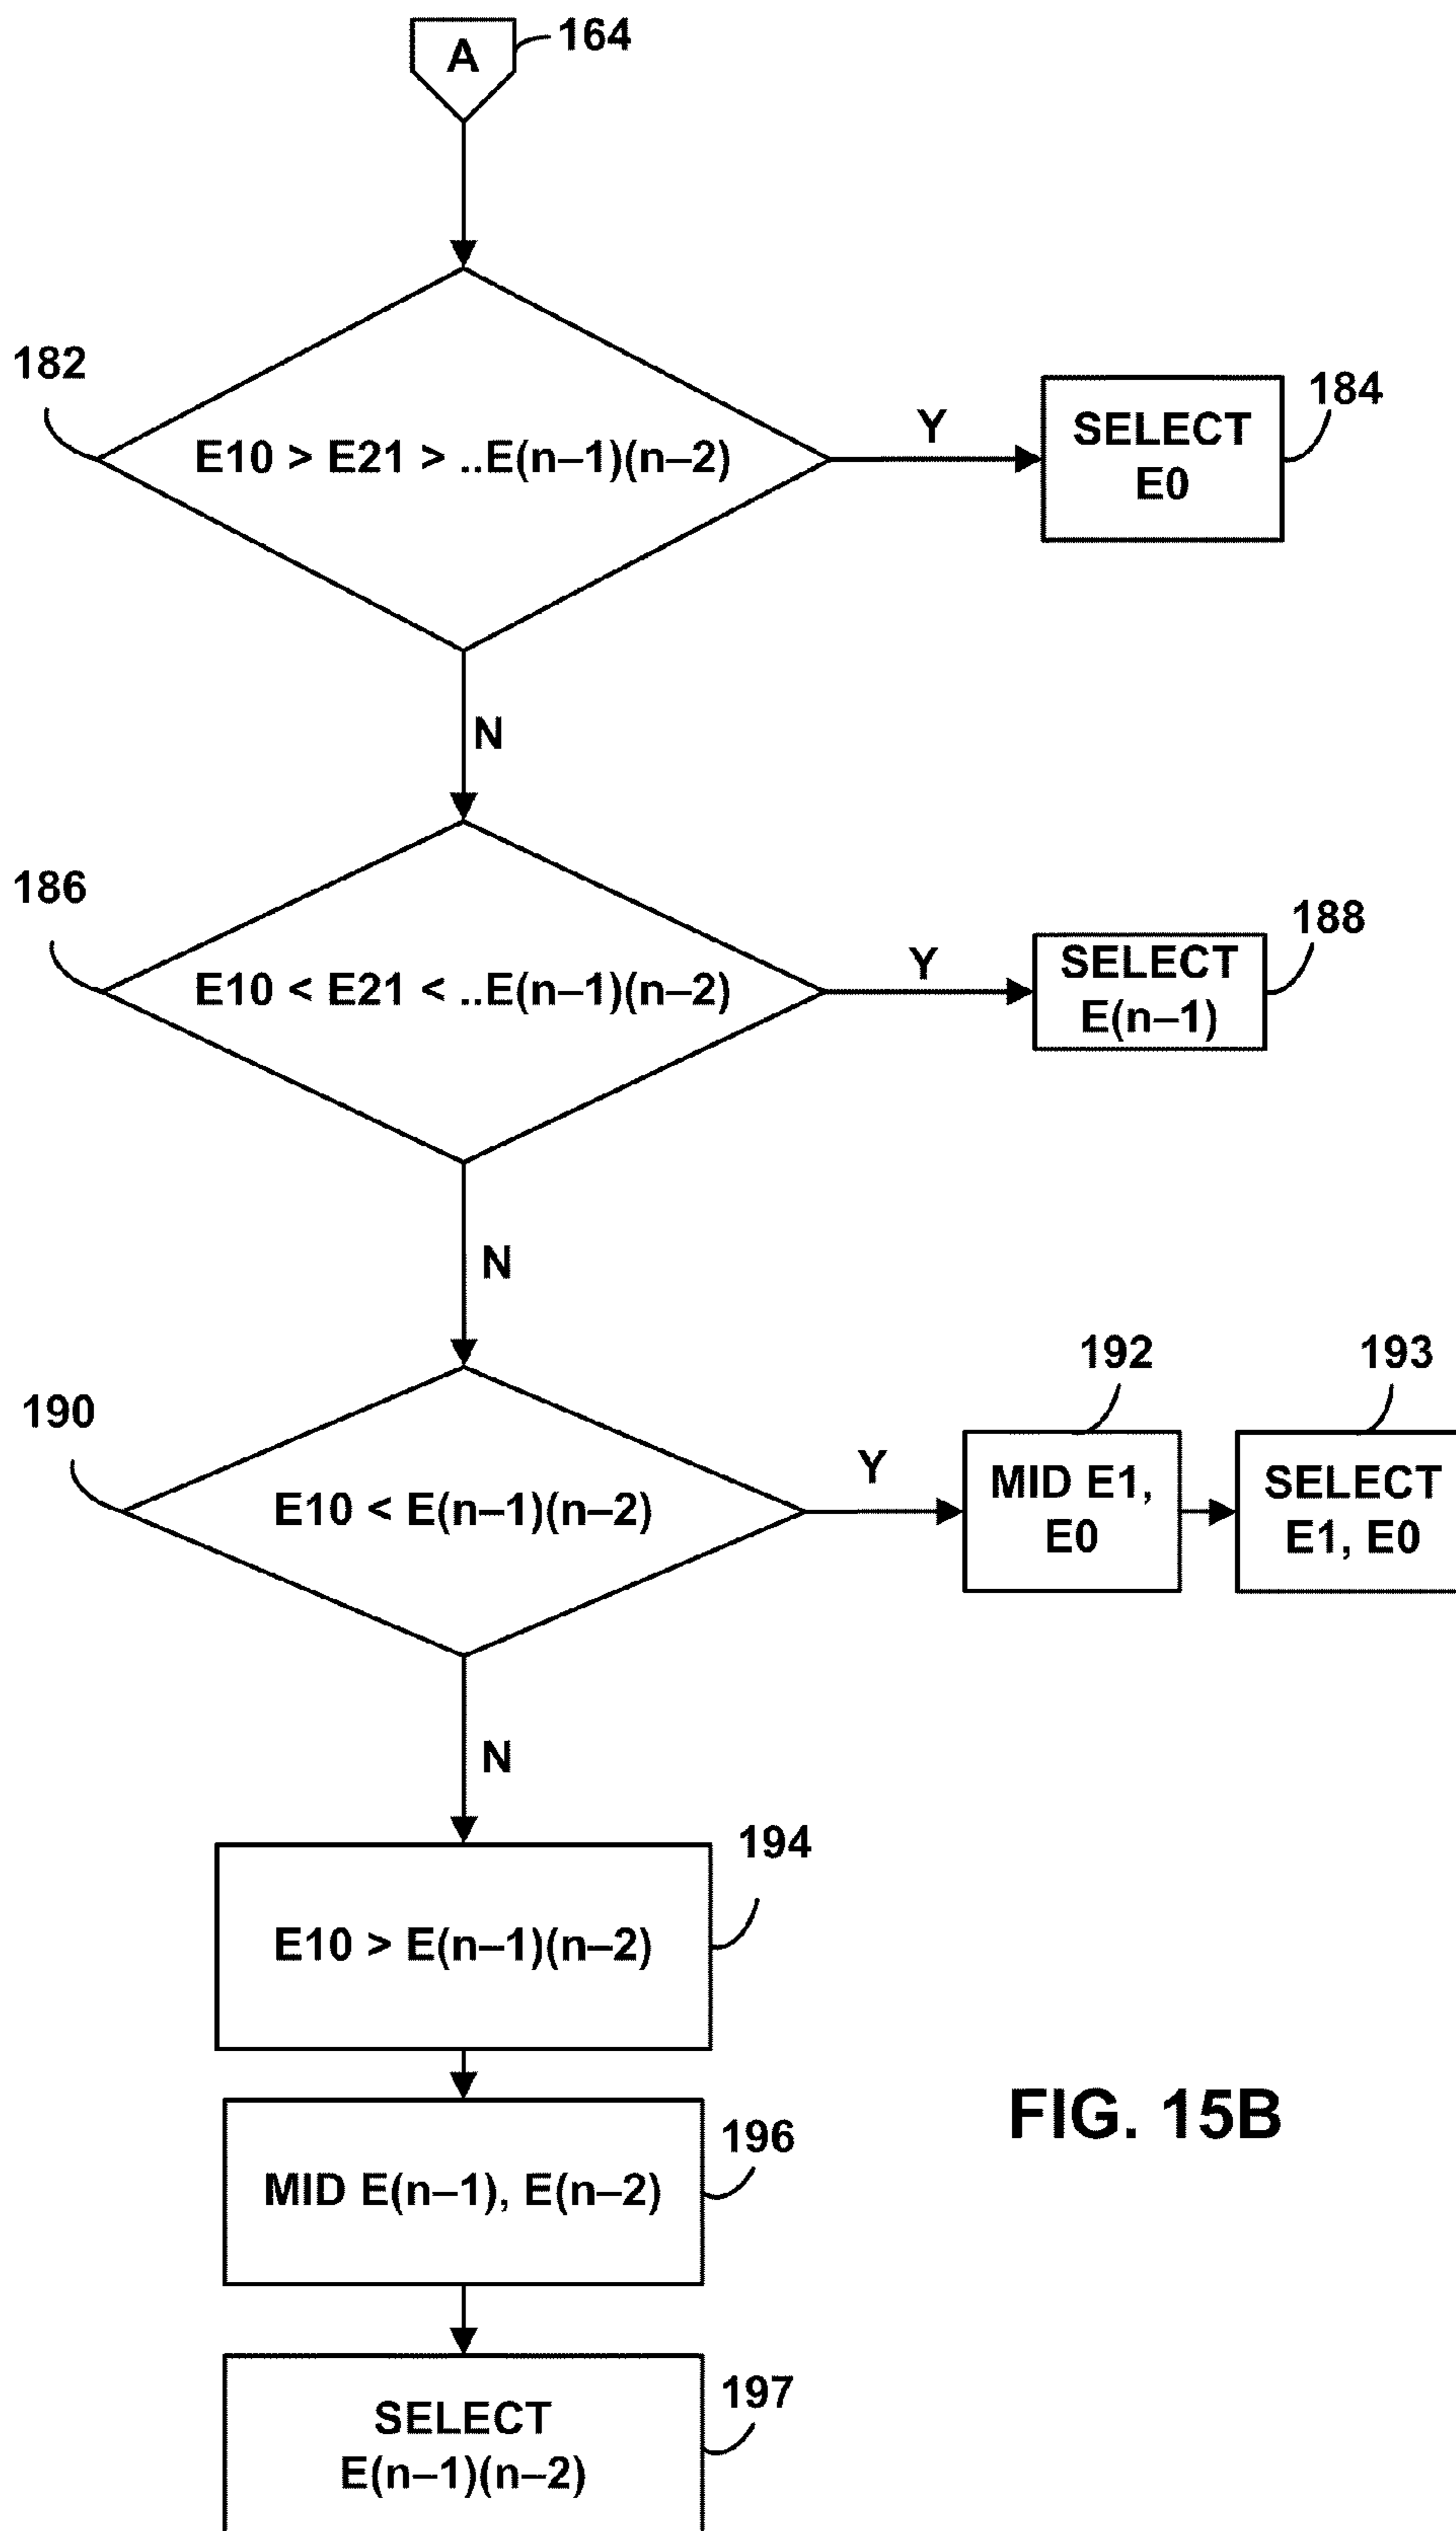 A
164
182
E10 > E21 > ..E(n–1)(n–2)
Y
SELECT
E0
184
N
186
E10 < E21 < ..E(n–1)(n–2)
Y
SELECT
E(n–1)
188
N
190
E10 < E(n–1)(n–2)
Y
192
MID E1,
E0
193
SELECT
E1, E0
N
194
E10 > E(n–1)(n–2)
196
MID E(n–1), E(n–2)
197
SELECT
E(n–1)(n–2)
FIG. 15B